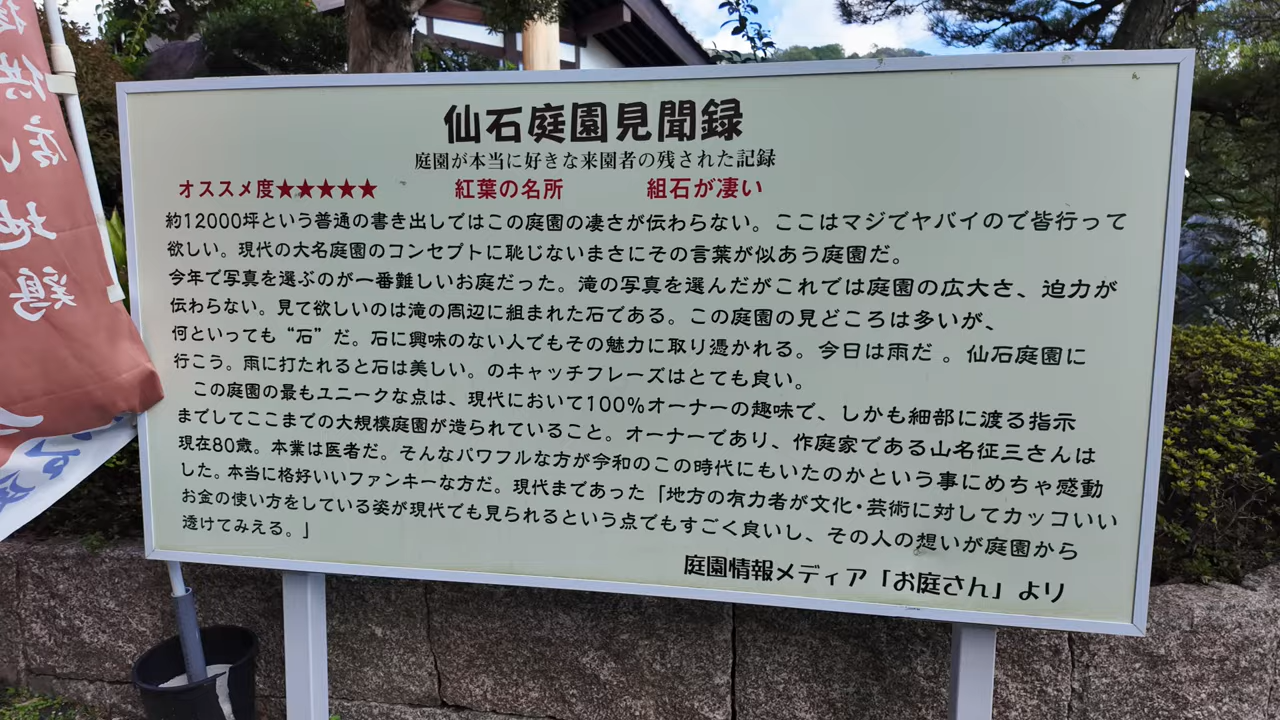 仙石庭園見聞録
庭園が本当に好きな来園者の残された記録
オススメ度★★★★★ 紅葉の名所 組石が凄い
約12000坪という普通の書き出しではこの庭園の凄さが伝わらない。ここはマジでヤバイので皆行って
欲しい。現代の大名庭園のコンセプトに恥じないまさにその言葉が似あう庭園だ。
今年で写真を選ぶのが一番難しいお庭だった。滝の写真を選んだがこれでは庭園の広大さ、迫力が
伝わらない。見て欲しいのは滝の周辺に組まれた石である。この庭園の見どころは多いが、
何といっても“石”だ。石に興味のない人でもその魅力に取り憑かれる。今日は雨だ 。仙石庭園に
行こう。雨に打たれると石は美しい。のキャッチフレーズはとても良い。
この庭園の最もユニークな点は、現代において100%オーナーの趣味で、しかも細部に渡る指示
までしてここまでの大規模庭園が造られていること。オーナーであり、作庭家である山名征三さんは
現在80歳。本業は医者だ。そんなパワフルな方が令和のこの時代にもいたのかという事にめちゃ感動
した。本当に格好いいファンキーな方だ。現代まであった「地方の有力者が文化・芸術に対してカッコいい
お金の使い方をしている姿が現代でも見られるという点でもすごく良いし、その人の想いが庭園から
透けてみえる。」
庭園情報メディア「お庭さん」より
供店い
地鶏